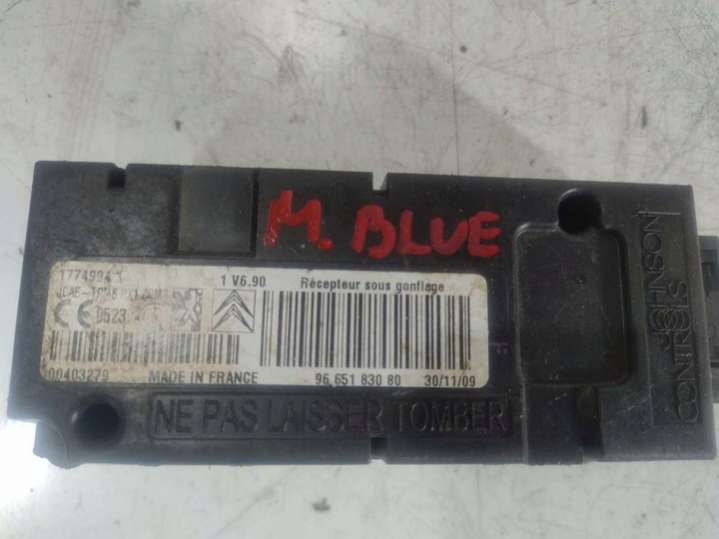 M. BLUE
1 V6.90 Récepteur sous gonflage
CE 0523
00403279 MADE IN FRANCE 96 651 830 80 30/11/09
NE PAS LAISSER TOMBER
JOHNSON
CONTROLS